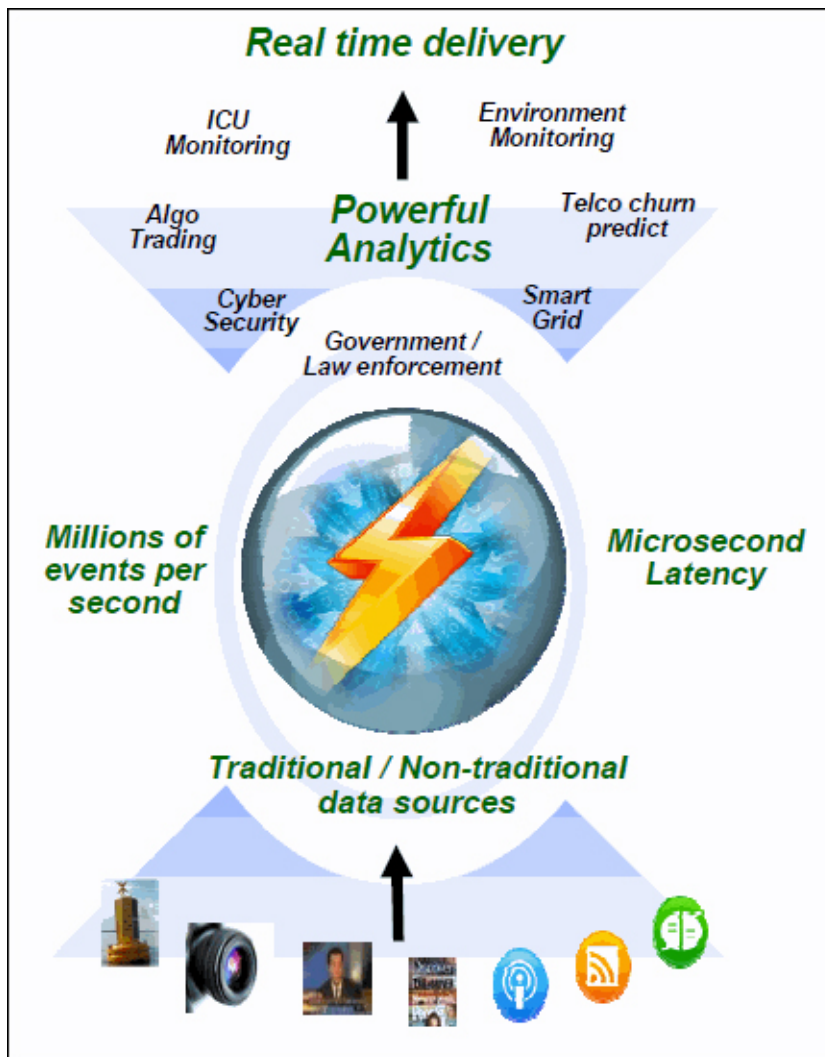 Real time delivery
ICU
Monitoring
Environment
Monitoring
Algo
Trading
Powerful
Analytics
Telco churn
predict
Cyber
Security
Smart
Grid
Government /
Law enforcement
Millions of
events per
second
Microsecond
Latency
Traditional / Non-traditional
data sources